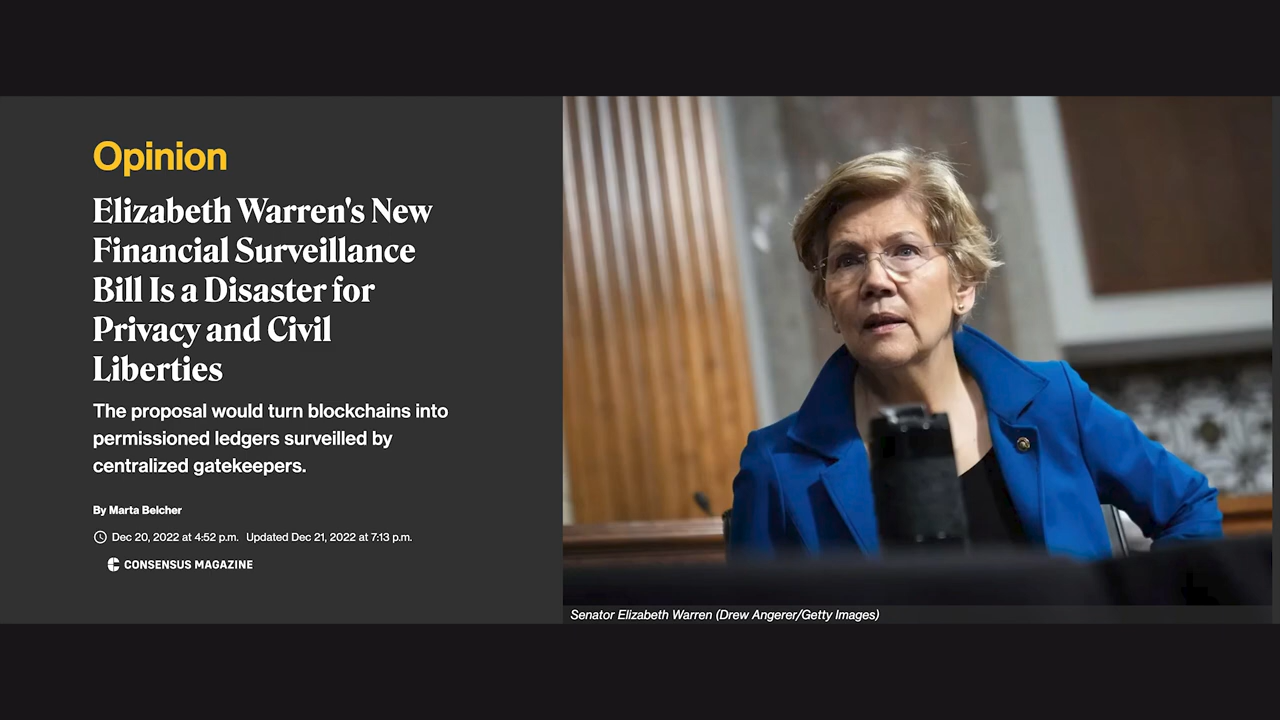 Opinion
Elizabeth Warren's New
Financial Surveillance
Bill Is a Disaster for
Privacy and Civil
Liberties
The proposal would turn blockchains into
permissioned ledgers surveilled by
centralized gatekeepers.
By Marta Belcher
Dec 20, 2022 at 4:52 p.m. Updated Dec 21, 2022 at 7:13 p.m.
CONSENSUS MAGAZINE
Senator Elizabeth Warren (Drew Angerer/Getty Images)